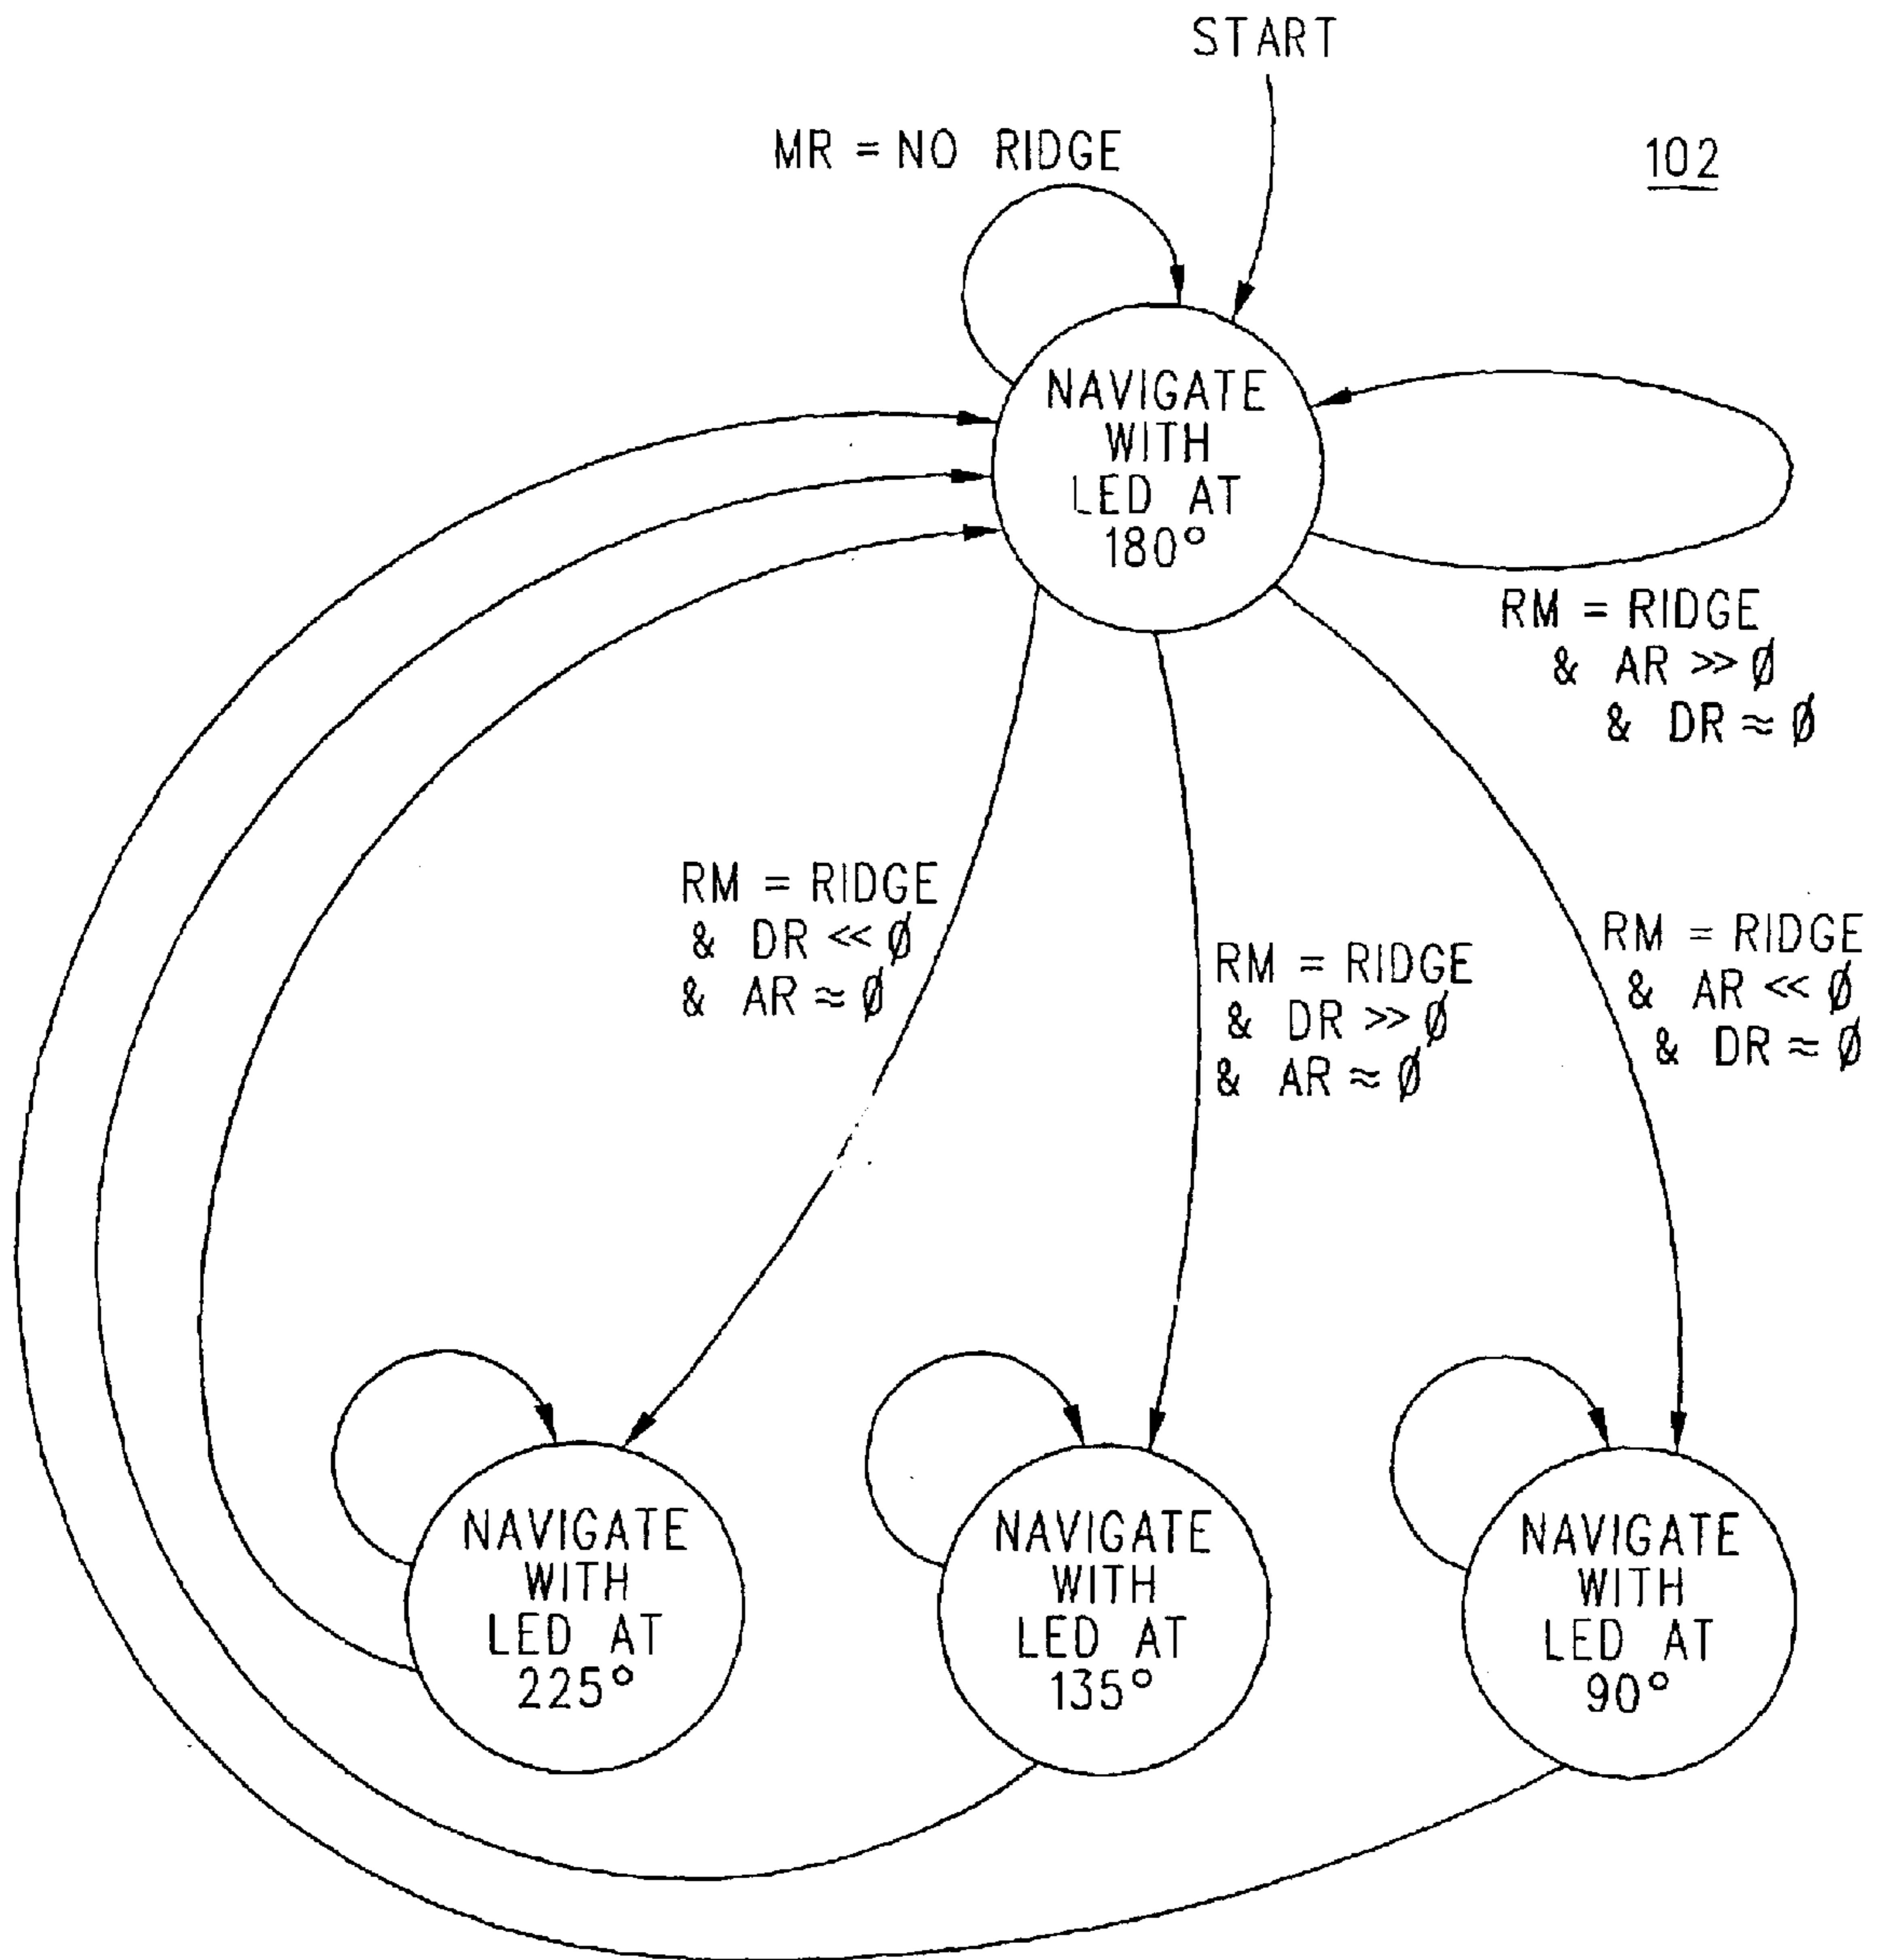 START
MR = NO RIDGE
102
NAVIGATE
WITH
LED AT
180°
RM = RIDGE
& AR >> Ø
& DR ≈ Ø
RM = RIDGE
& DR << Ø
& AR ≈ Ø
RM = RIDGE
& DR >> Ø
& AR ≈ Ø
RM = RIDGE
& AR << Ø
& DR ≈ Ø
NAVIGATE
WITH
LED AT
225°
NAVIGATE
WITH
LED AT
135°
NAVIGATE
WITH
LED AT
90°